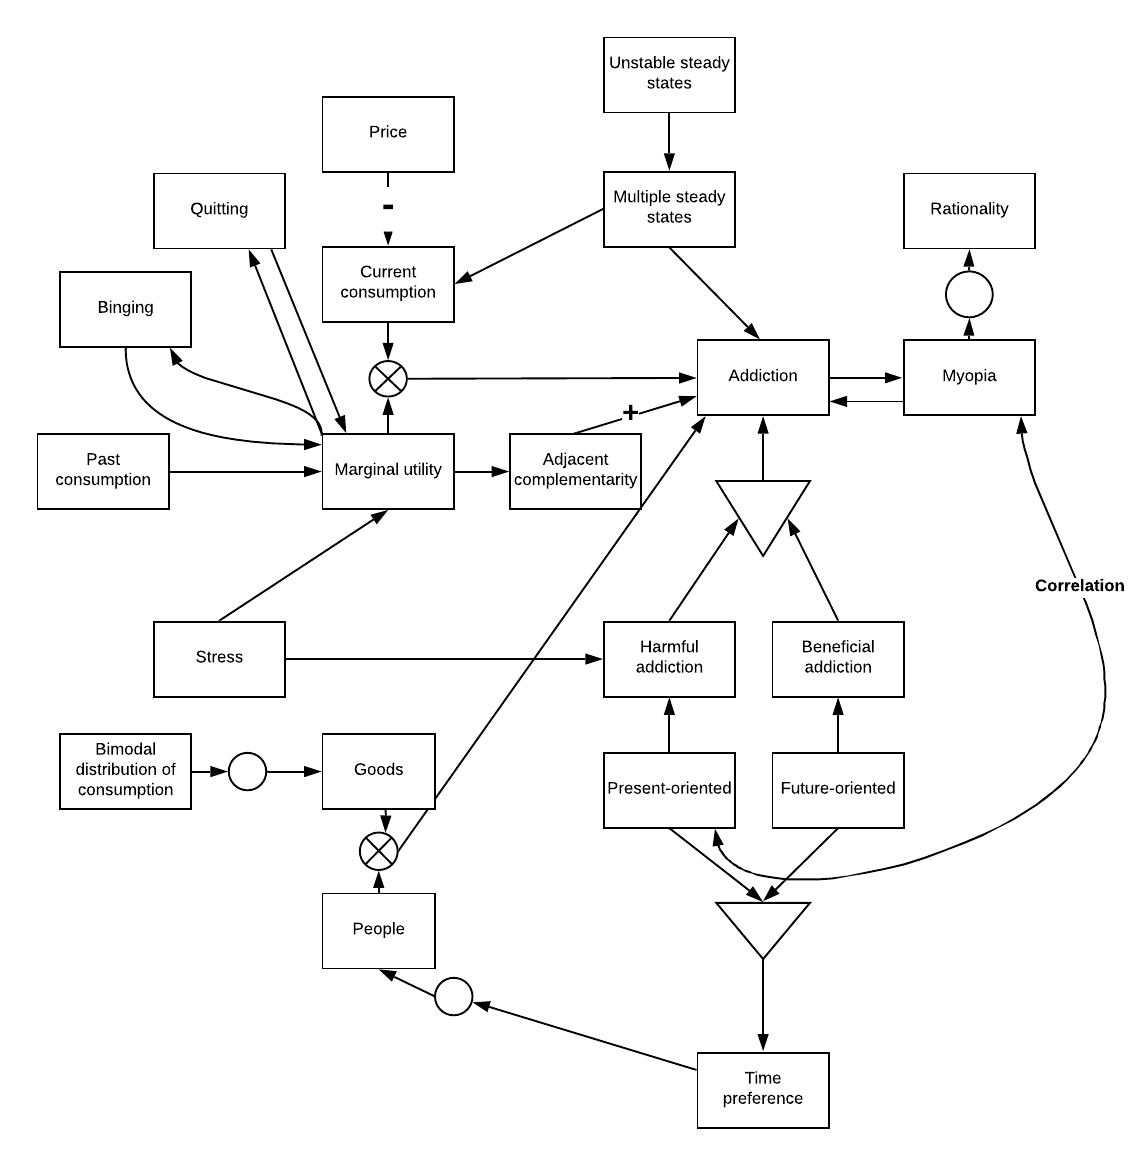 Unstable steady
states
Price
Multiple steady
states
Quitting
-
Rationality
Current
consumption
Binging
Addiction
Myopia
+
Past
consumption
Marginal utility
Adjacent
complementarity
Correlation
Stress
Harmful
addiction
Beneficial
addiction
Bimodal
distribution of
consumption
Goods
Present-oriented
Future-oriented
People
Time
preference